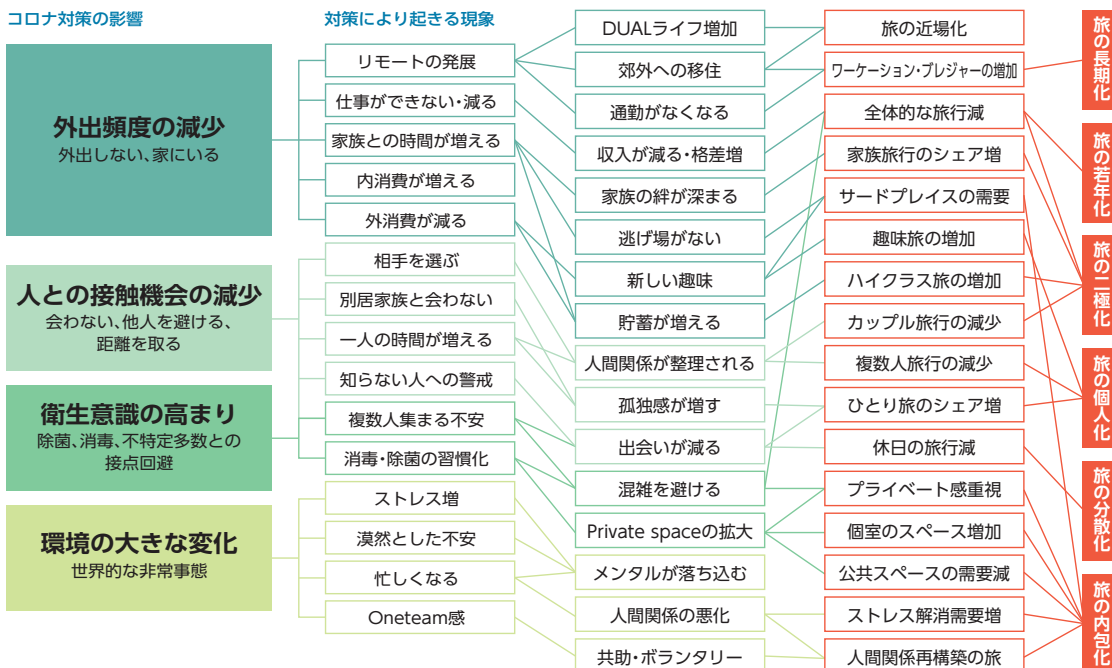 コロナ対策の影響
対策により起きる現象
外出頻度の減少
外出しない、家にいる
人との接触機会の減少
会わない、他人を避ける、
距離を取る
衛生意識の高まり
除菌、消毒、不特定多数との
接点回避
環境の大きな変化
世界的な非常事態
リモートの発展
仕事ができない・減る
家族との時間が増える
内消費が増える
外消費が減る
相手を選ぶ
別居家族と会わない
一人の時間が増える
知らない人への警戒
複数人集まる不安
消毒・除菌の習慣化
ストレス増
漠然とした不安
忙しくなる
Oneteam感
DUALライフ増加
郊外への移住
通勤がなくなる
収入が減る・格差増
家族の絆が深まる
逃げ場がない
新しい趣味
貯蓄が増える
人間関係が整理される
孤独感が増す
出会いが減る
混雑を避ける
Private spaceの拡大
メンタルが落ち込む
人間関係の悪化
共助・ボランタリー
旅の近場化
ワーケーション・ブレジャーの増加
全体的な旅行減
家族旅行のシェア増
サードプレイスの需要
趣味旅の増加
ハイクラス旅の増加
カップル旅行の減少
複数人旅行の減少
ひとり旅のシェア増
休日の旅行減
プライベート感重視
個室のスペース増加
公共スペースの需要減
ストレス解消需要増
人間関係再構築の旅
旅の長期化
旅の若年化
旅の二極化
旅の個人化
旅の分散化
旅の内包化